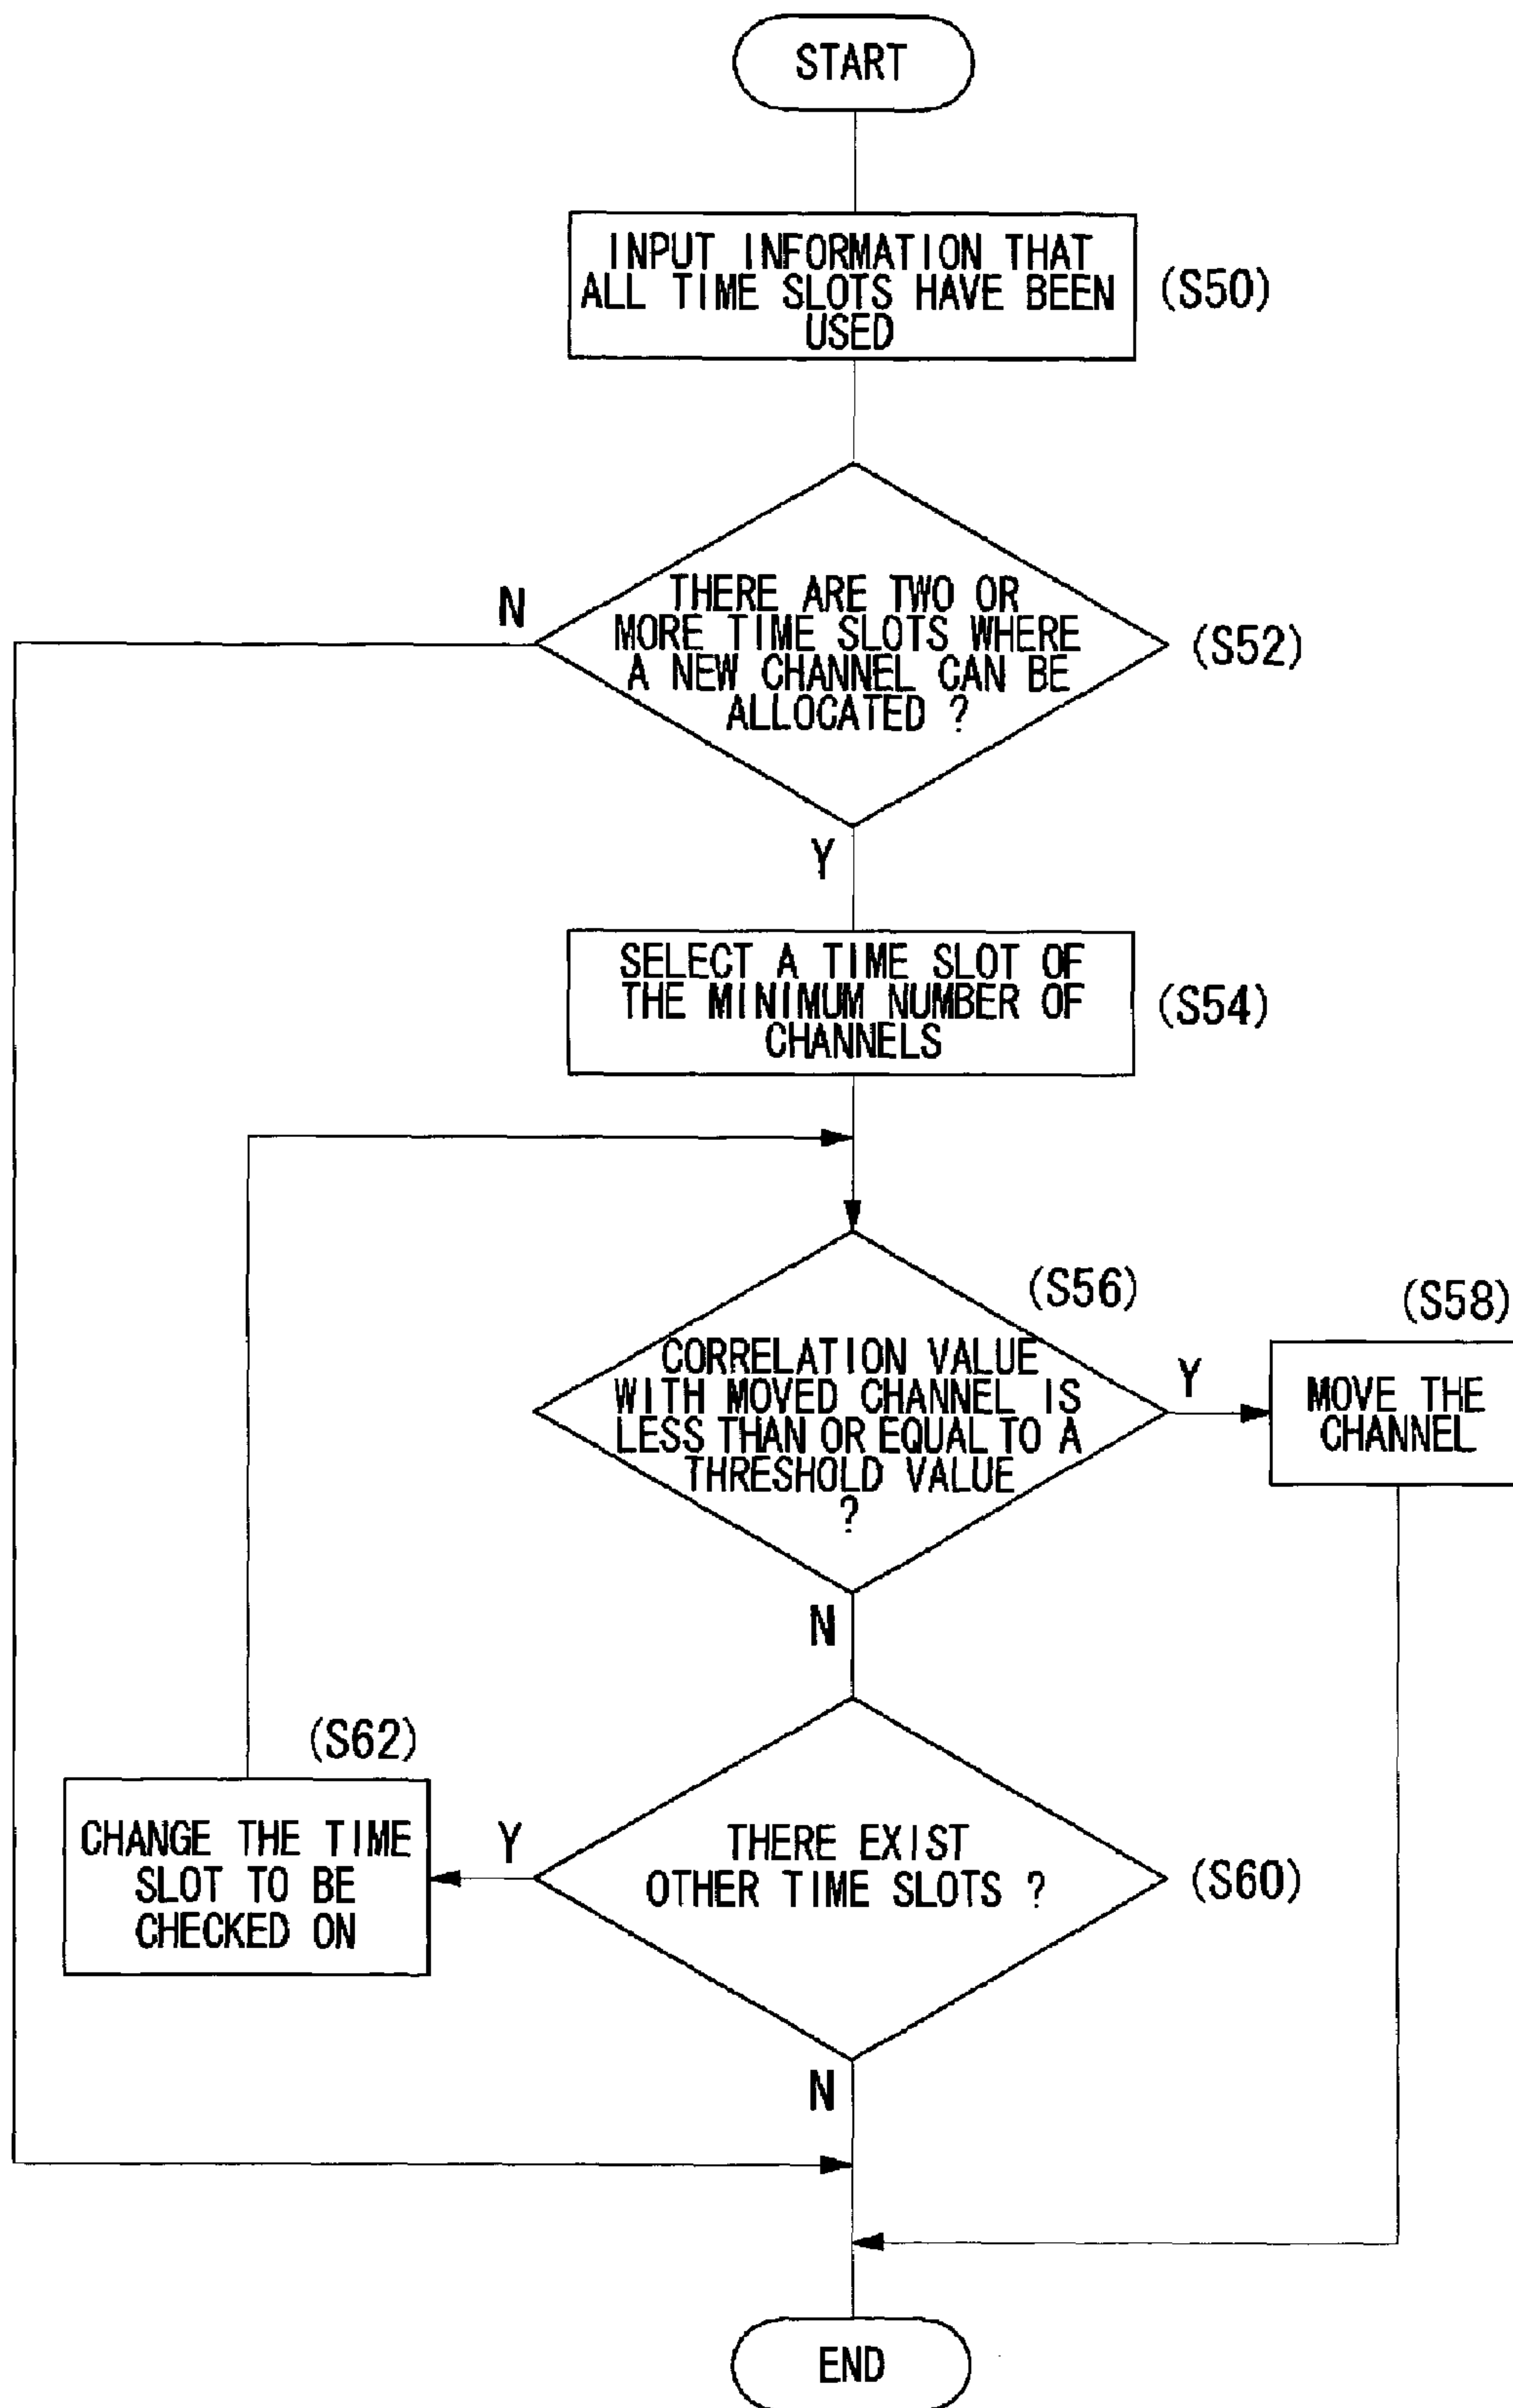 START
INPUT INFORMATION THAT
ALL TIME SLOTS HAVE BEEN
USED
(S50)
THERE ARE TWO OR
MORE TIME SLOTS WHERE
A NEW CHANNEL CAN BE
ALLOCATED ?
(S52)
N
Y
SELECT A TIME SLOT OF
THE MINIMUM NUMBER OF
CHANNELS
(S54)
(S56)
CORRELATION VALUE
WITH MOVED CHANNEL IS
LESS THAN OR EQUAL TO A
THRESHOLD VALUE
?
Y
(S58)
MOVE THE
CHANNEL
N
(S62)
CHANGE THE TIME
SLOT TO BE
CHECKED ON
Y
THERE EXIST
OTHER TIME SLOTS ?
(S60)
N
END